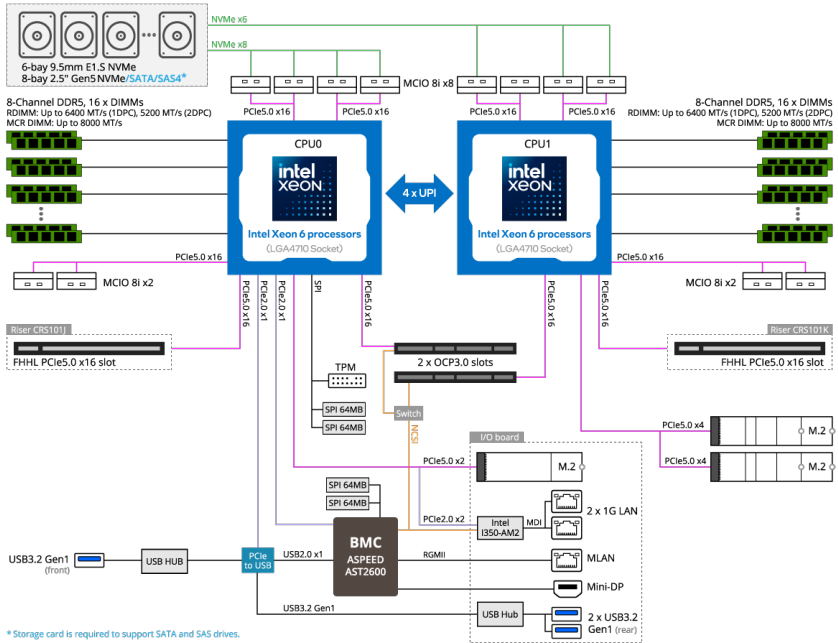 NVMe x6
NVMe x8
6-bay 9.5mm E1.S NVMe
8-bay 2.5" Gen5 NVMe/SATA/SAS4*
MCIO 8i x8
8-Channel DDR5, 16 x DIMMs
RDIMM: Up to 6400 MT/s (1DPC), 5200 MT/s (2DPC)
MCR DIMM: Up to 8000 MT/s
PCIe5.0 x16
PCIe5.0 x16
PCIe5.0 x16
PCIe5.0 x16
8-Channel DDR5, 16 x DIMMs
RDIMM: Up to 6400 MT/s (1DPC), 5200 MT/s (2DPC)
MCR DIMM: Up to 8000 MT/s
CPU0
intel
XEON
Intel Xeon 6 processors
(LGA4710 Socket)
4 x UPI
CPU1
intel
XEON
Intel Xeon 6 processors
(LGA4710 Socket)
PCIe5.0 x16
MCIO 8i x2
PCIe5.0 x16
MCIO 8i x2
PCIe5.0 x16
PCIe2.0 x1
PCIe2.0 x1
SPI
PCIe5.0 x16
PCIe5.0 x16
PCIe5.0 x16
Riser CRS101J
FHHL PCIe5.0 x16 slot
Riser CRS101K
FHHL PCIe5.0 x16 slot
2 x OCP3.0 slots
TPM
SPI 64MB
SPI 64MB
Switch
NCSI
I/O board
PCIe5.0 x4
M.2
PCIe5.0 x4
M.2
PCIe5.0 x2
M.2
SPI 64MB
SPI 64MB
PCIe2.0 x2
Intel
I350-AM2
MDI
2 x 1G LAN
BMC
ASPEED
AST2600
RGMII
MLAN
Mini-DP
USB3.2 Gen1
(front)
USB HUB
PCIe
to USB
USB2.0 x1
USB3.2 Gen1
USB Hub
2 x USB3.2
Gen1 (rear)
* Storage card is required to support SATA and SAS drives.